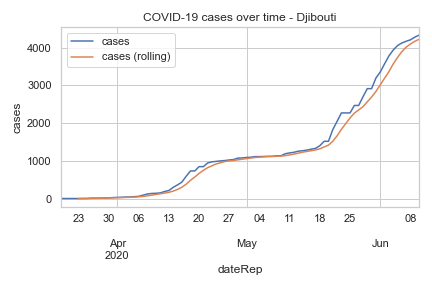 COVID-19 cases over time - Djibouti
cases
cases (rolling)
cases
4000
3000
2000
1000
0
23 30 06 13 20 27 04 11 18 25 08
Apr May Jun
2020
dateRep